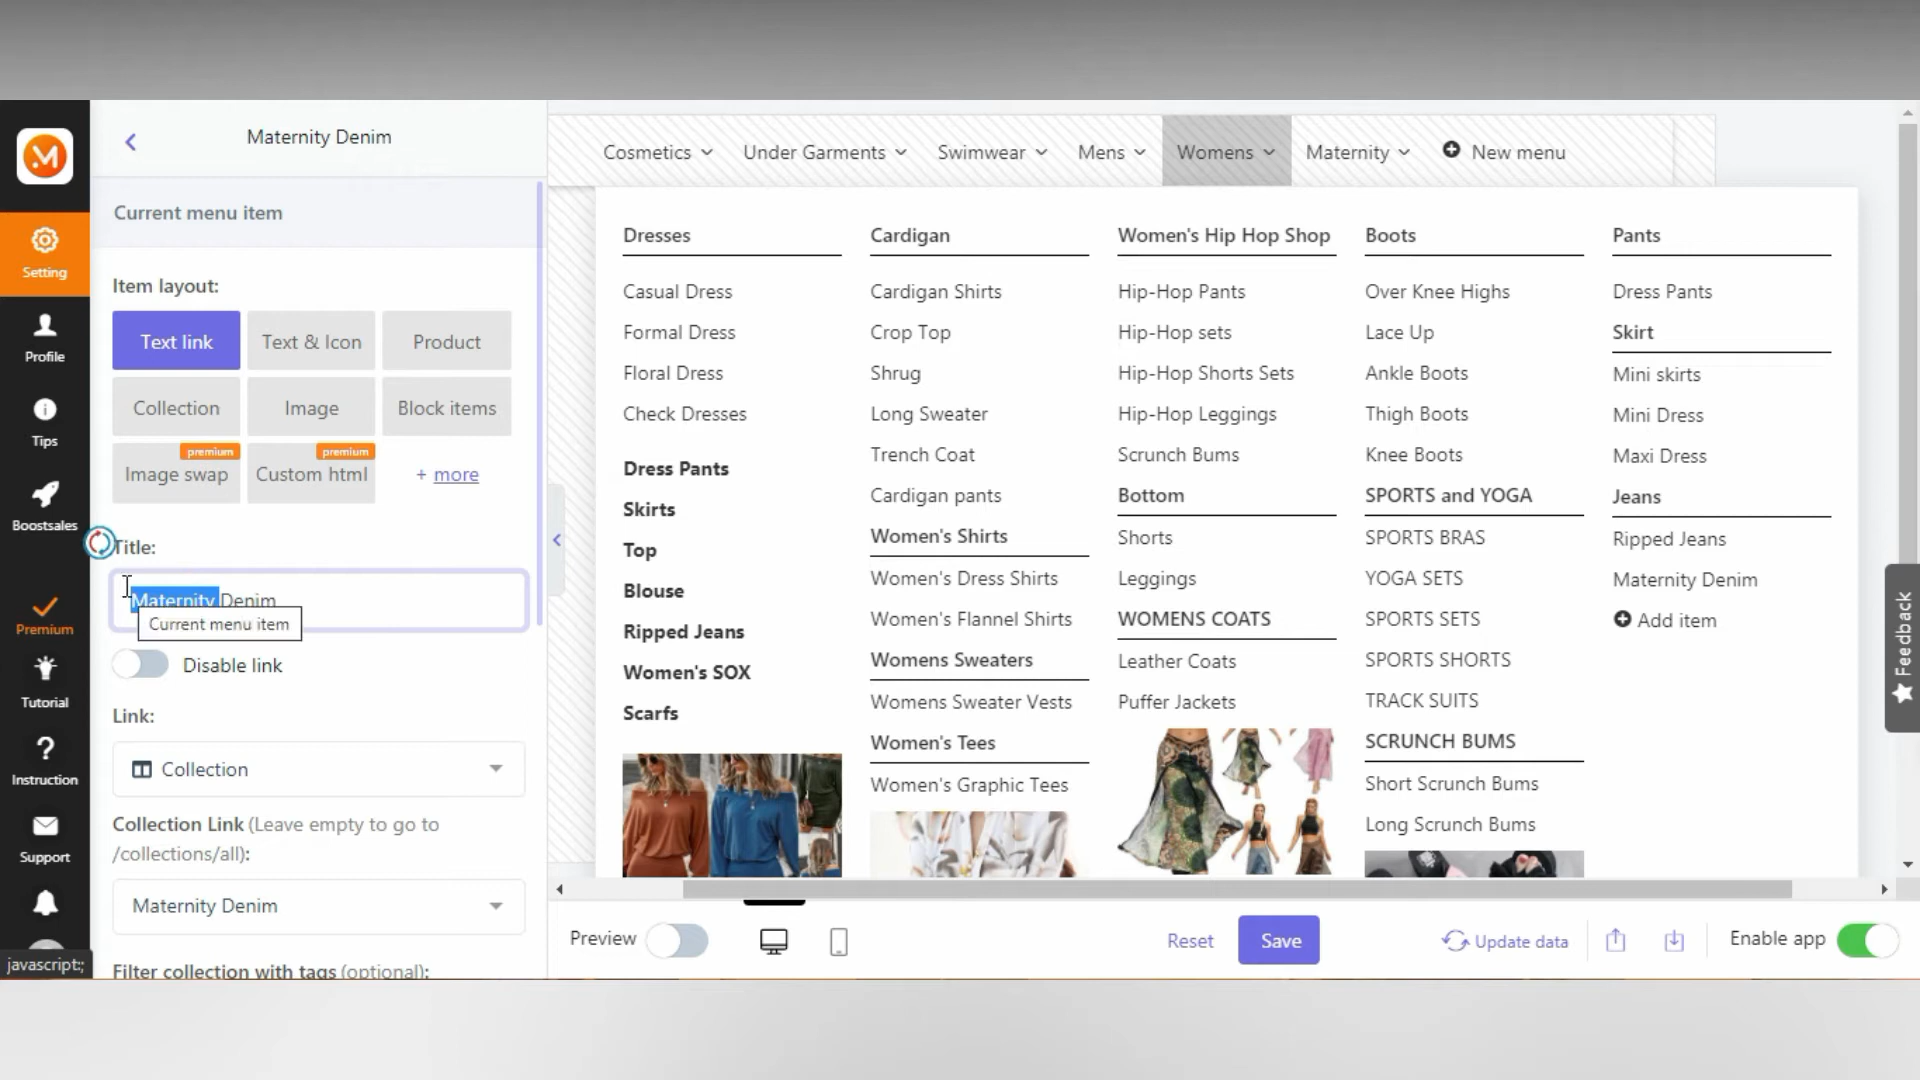 Maternity Denim
Current menu item
Item layout:
Text link
Text & Icon
Product
Collection
Image
Block items
premium
premium
Image swap
Custom html
+ more
Title:
Maternity Denim
Current menu item
Disable link
Link:
Collection
Collection Link (Leave empty to go to
/collections/all):
Maternity Denim
Filter collection with tags (optional):
Setting
Profile
Tips
Boostsales
Premium
Tutorial
Instruction
Support
javascript:;
Cosmetics
Under Garments
Swimwear
Mens
Womens
Maternity
New menu
Dresses
Casual Dress
Formal Dress
Floral Dress
Check Dresses
Dress Pants
Skirts
Top
Blouse
Ripped Jeans
Women's SOX
Scarfs
Cardigan
Cardigan Shirts
Crop Top
Shrug
Long Sweater
Trench Coat
Cardigan pants
Women's Shirts
Women's Dress Shirts
Women's Flannel Shirts
Womens Sweaters
Womens Sweater Vests
Women's Tees
Women's Graphic Tees
Women's Hip Hop Shop
Hip-Hop Pants
Hip-Hop sets
Hip-Hop Shorts Sets
Hip-Hop Leggings
Scrunch Bums
Bottom
Shorts
Leggings
WOMENS COATS
Leather Coats
Puffer Jackets
Boots
Over Knee Highs
Lace Up
Ankle Boots
Thigh Boots
Knee Boots
SPORTS and YOGA
SPORTS BRAS
YOGA SETS
SPORTS SETS
SPORTS SHORTS
TRACK SUITS
SCRUNCH BUMS
Short Scrunch Bums
Long Scrunch Bums
Pants
Dress Pants
Skirt
Mini skirts
Mini Dress
Maxi Dress
Jeans
Ripped Jeans
Maternity Denim
Add item
Feedback
Preview
Reset
Save
Update data
Enable app